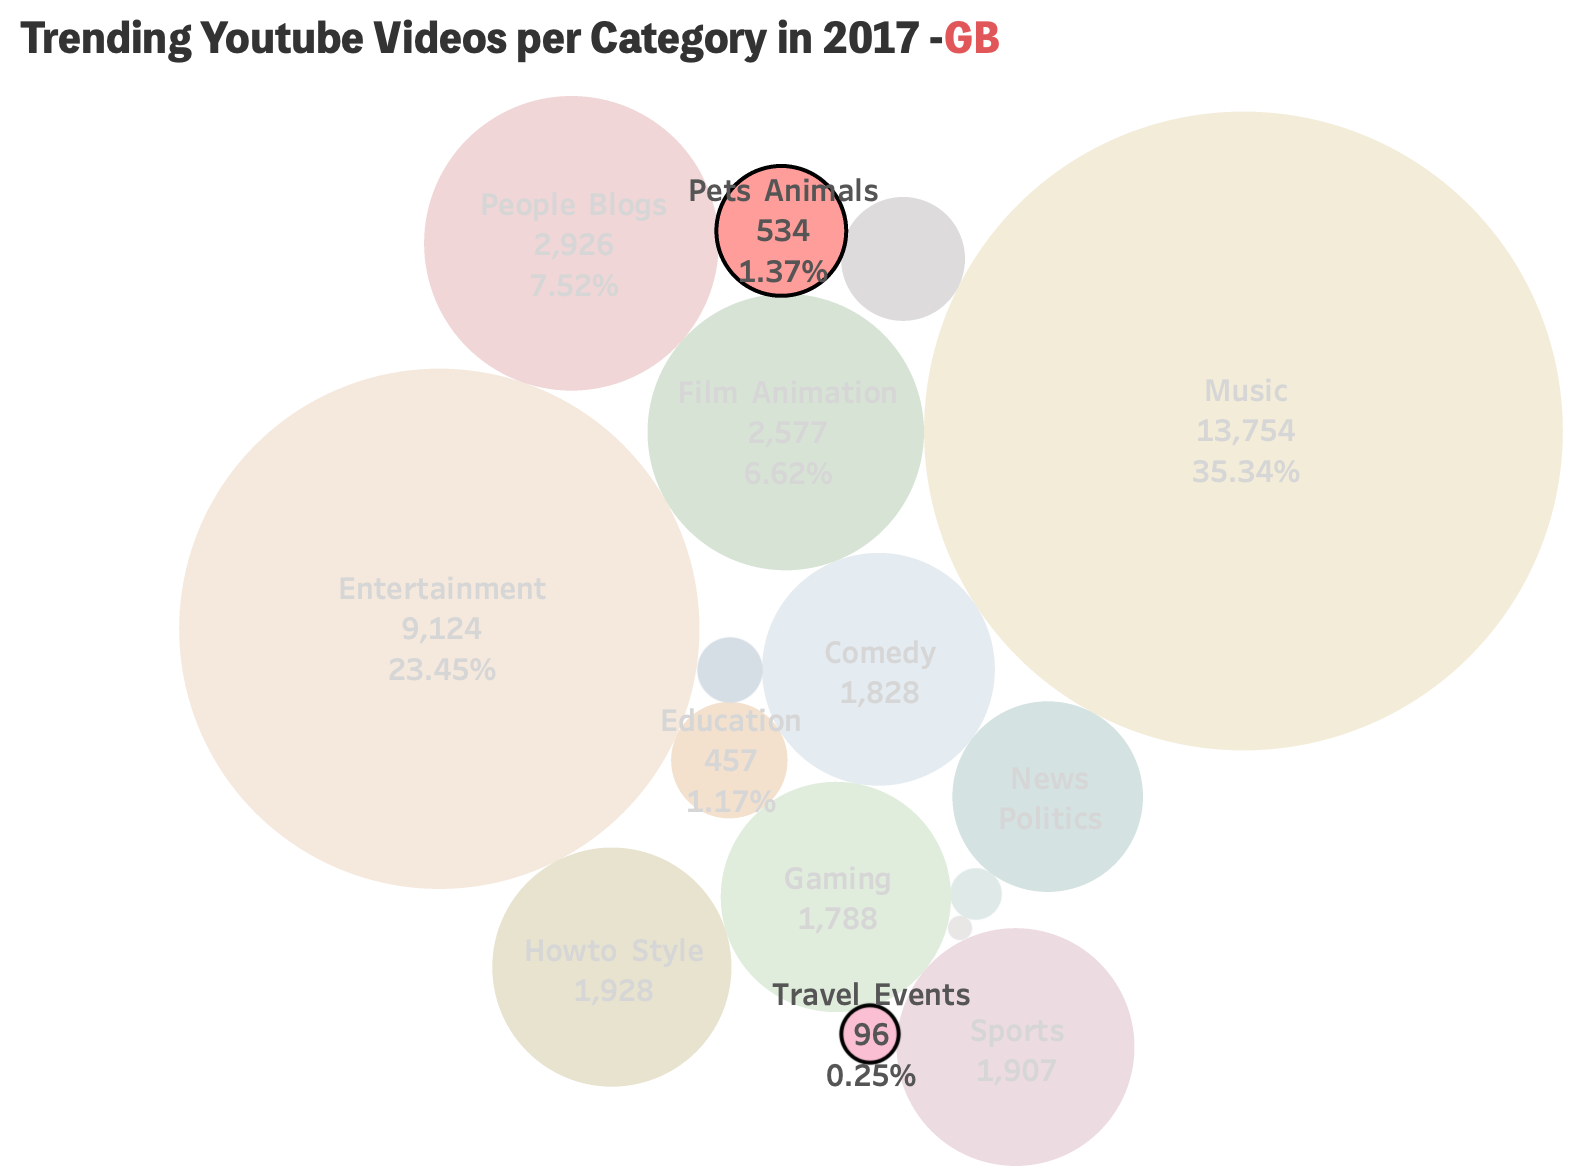 Trending Youtube Videos per Category in 2017 -GB
People Blogs
2,926
7.52%
Pets Animals
534
1.37%
Film Animation
2,577
6.62%
Music
13,754
35.34%
Entertainment
9,124
23.45%
Comedy
1,828
Education
457
1.17%
News
Politics
Gaming
1,788
Howto Style
1,928
Travel Events
96
0.25%
Sports
1,907